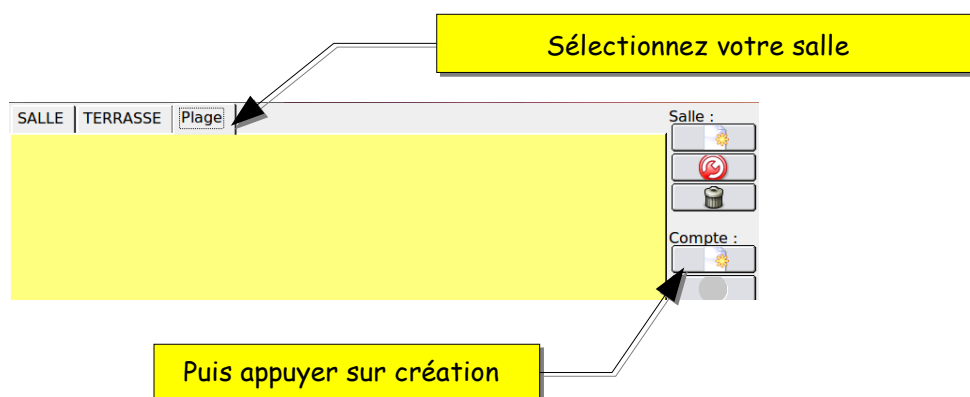 Sélectionnez votre salle
SALLE TERRASSE Plage
Salle :
Compte :
Puis appuyer sur création